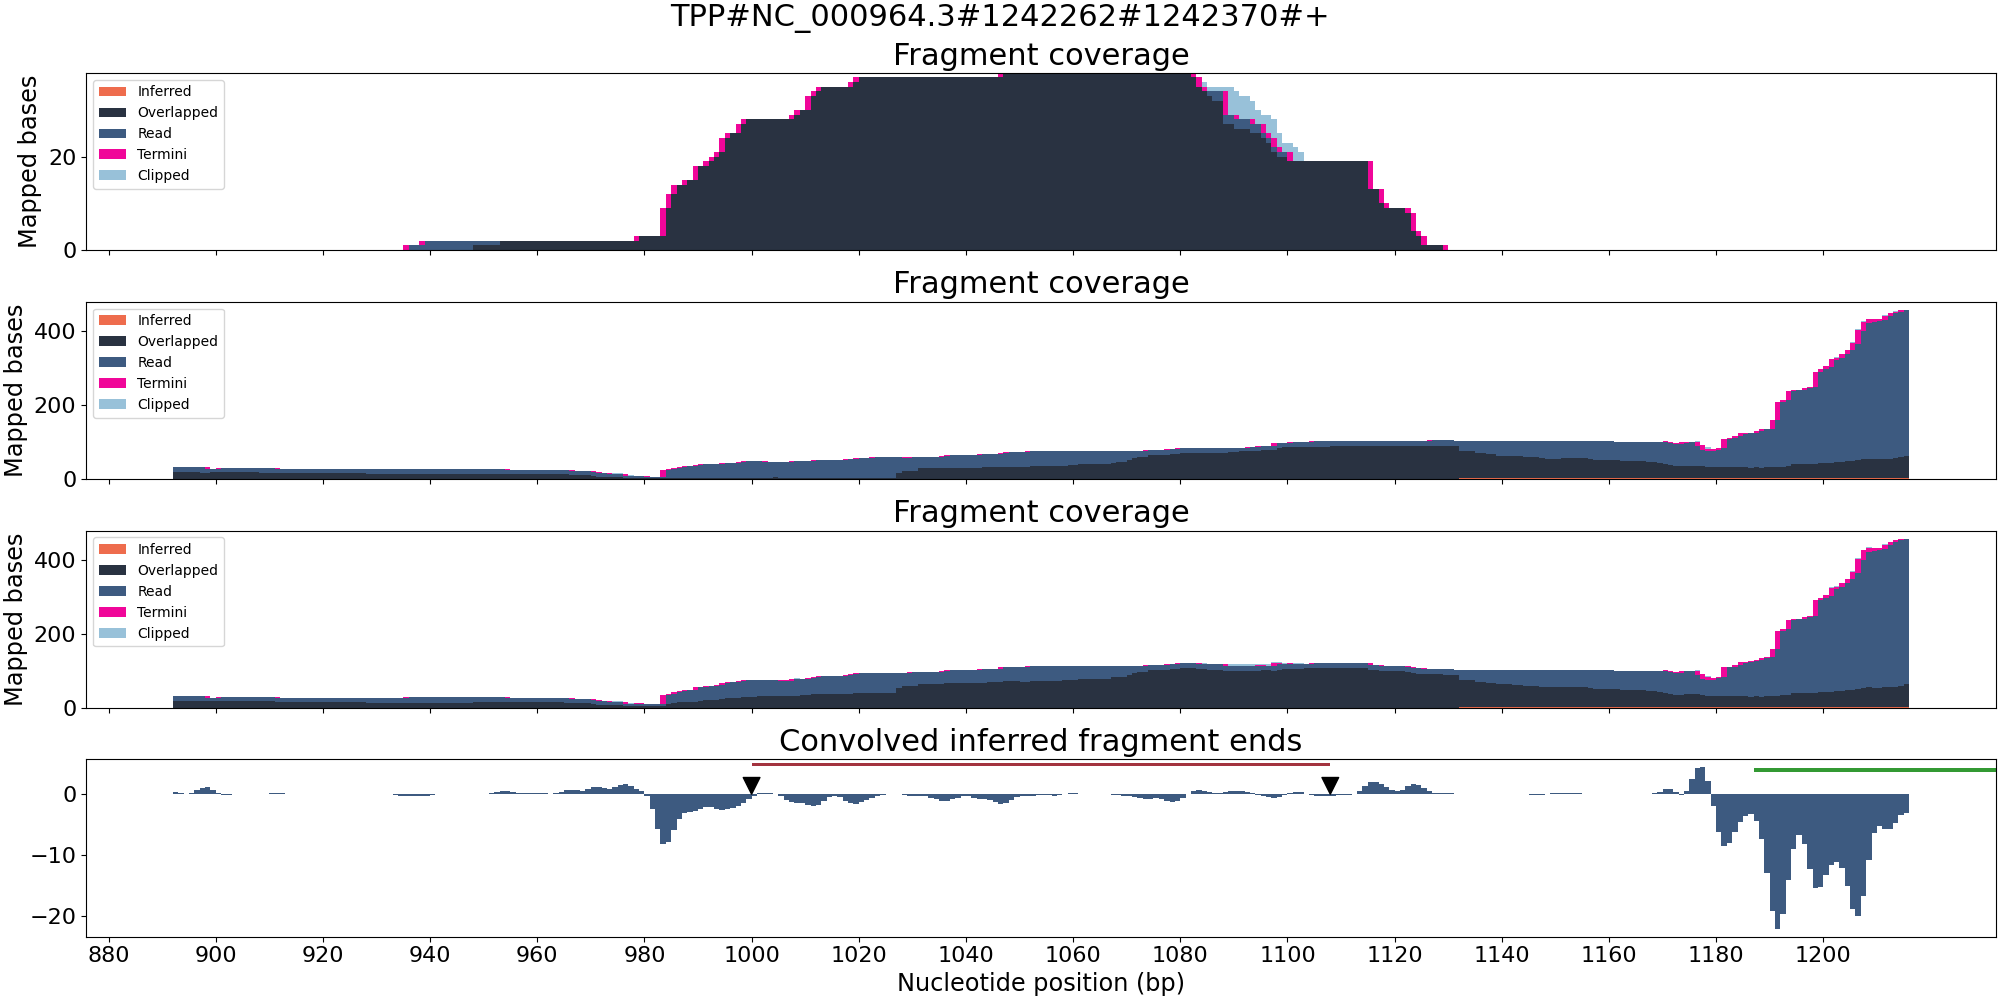 TPP#NC_000964.3#1242262#1242370#+
Fragment coverage
Mapped bases
20
0
Inferred
Overlapped
Read
Termini
Clipped
Fragment coverage
Mapped bases
400
200
0
Inferred
Overlapped
Read
Termini
Clipped
Fragment coverage
Mapped bases
400
200
0
Inferred
Overlapped
Read
Termini
Clipped
Convolved inferred fragment ends
0
−10
−20
880 900 920 940 960 980 1000 1020 1040 1060 1080 1100 1120 1140 1160 1180 1200
Nucleotide position (bp)